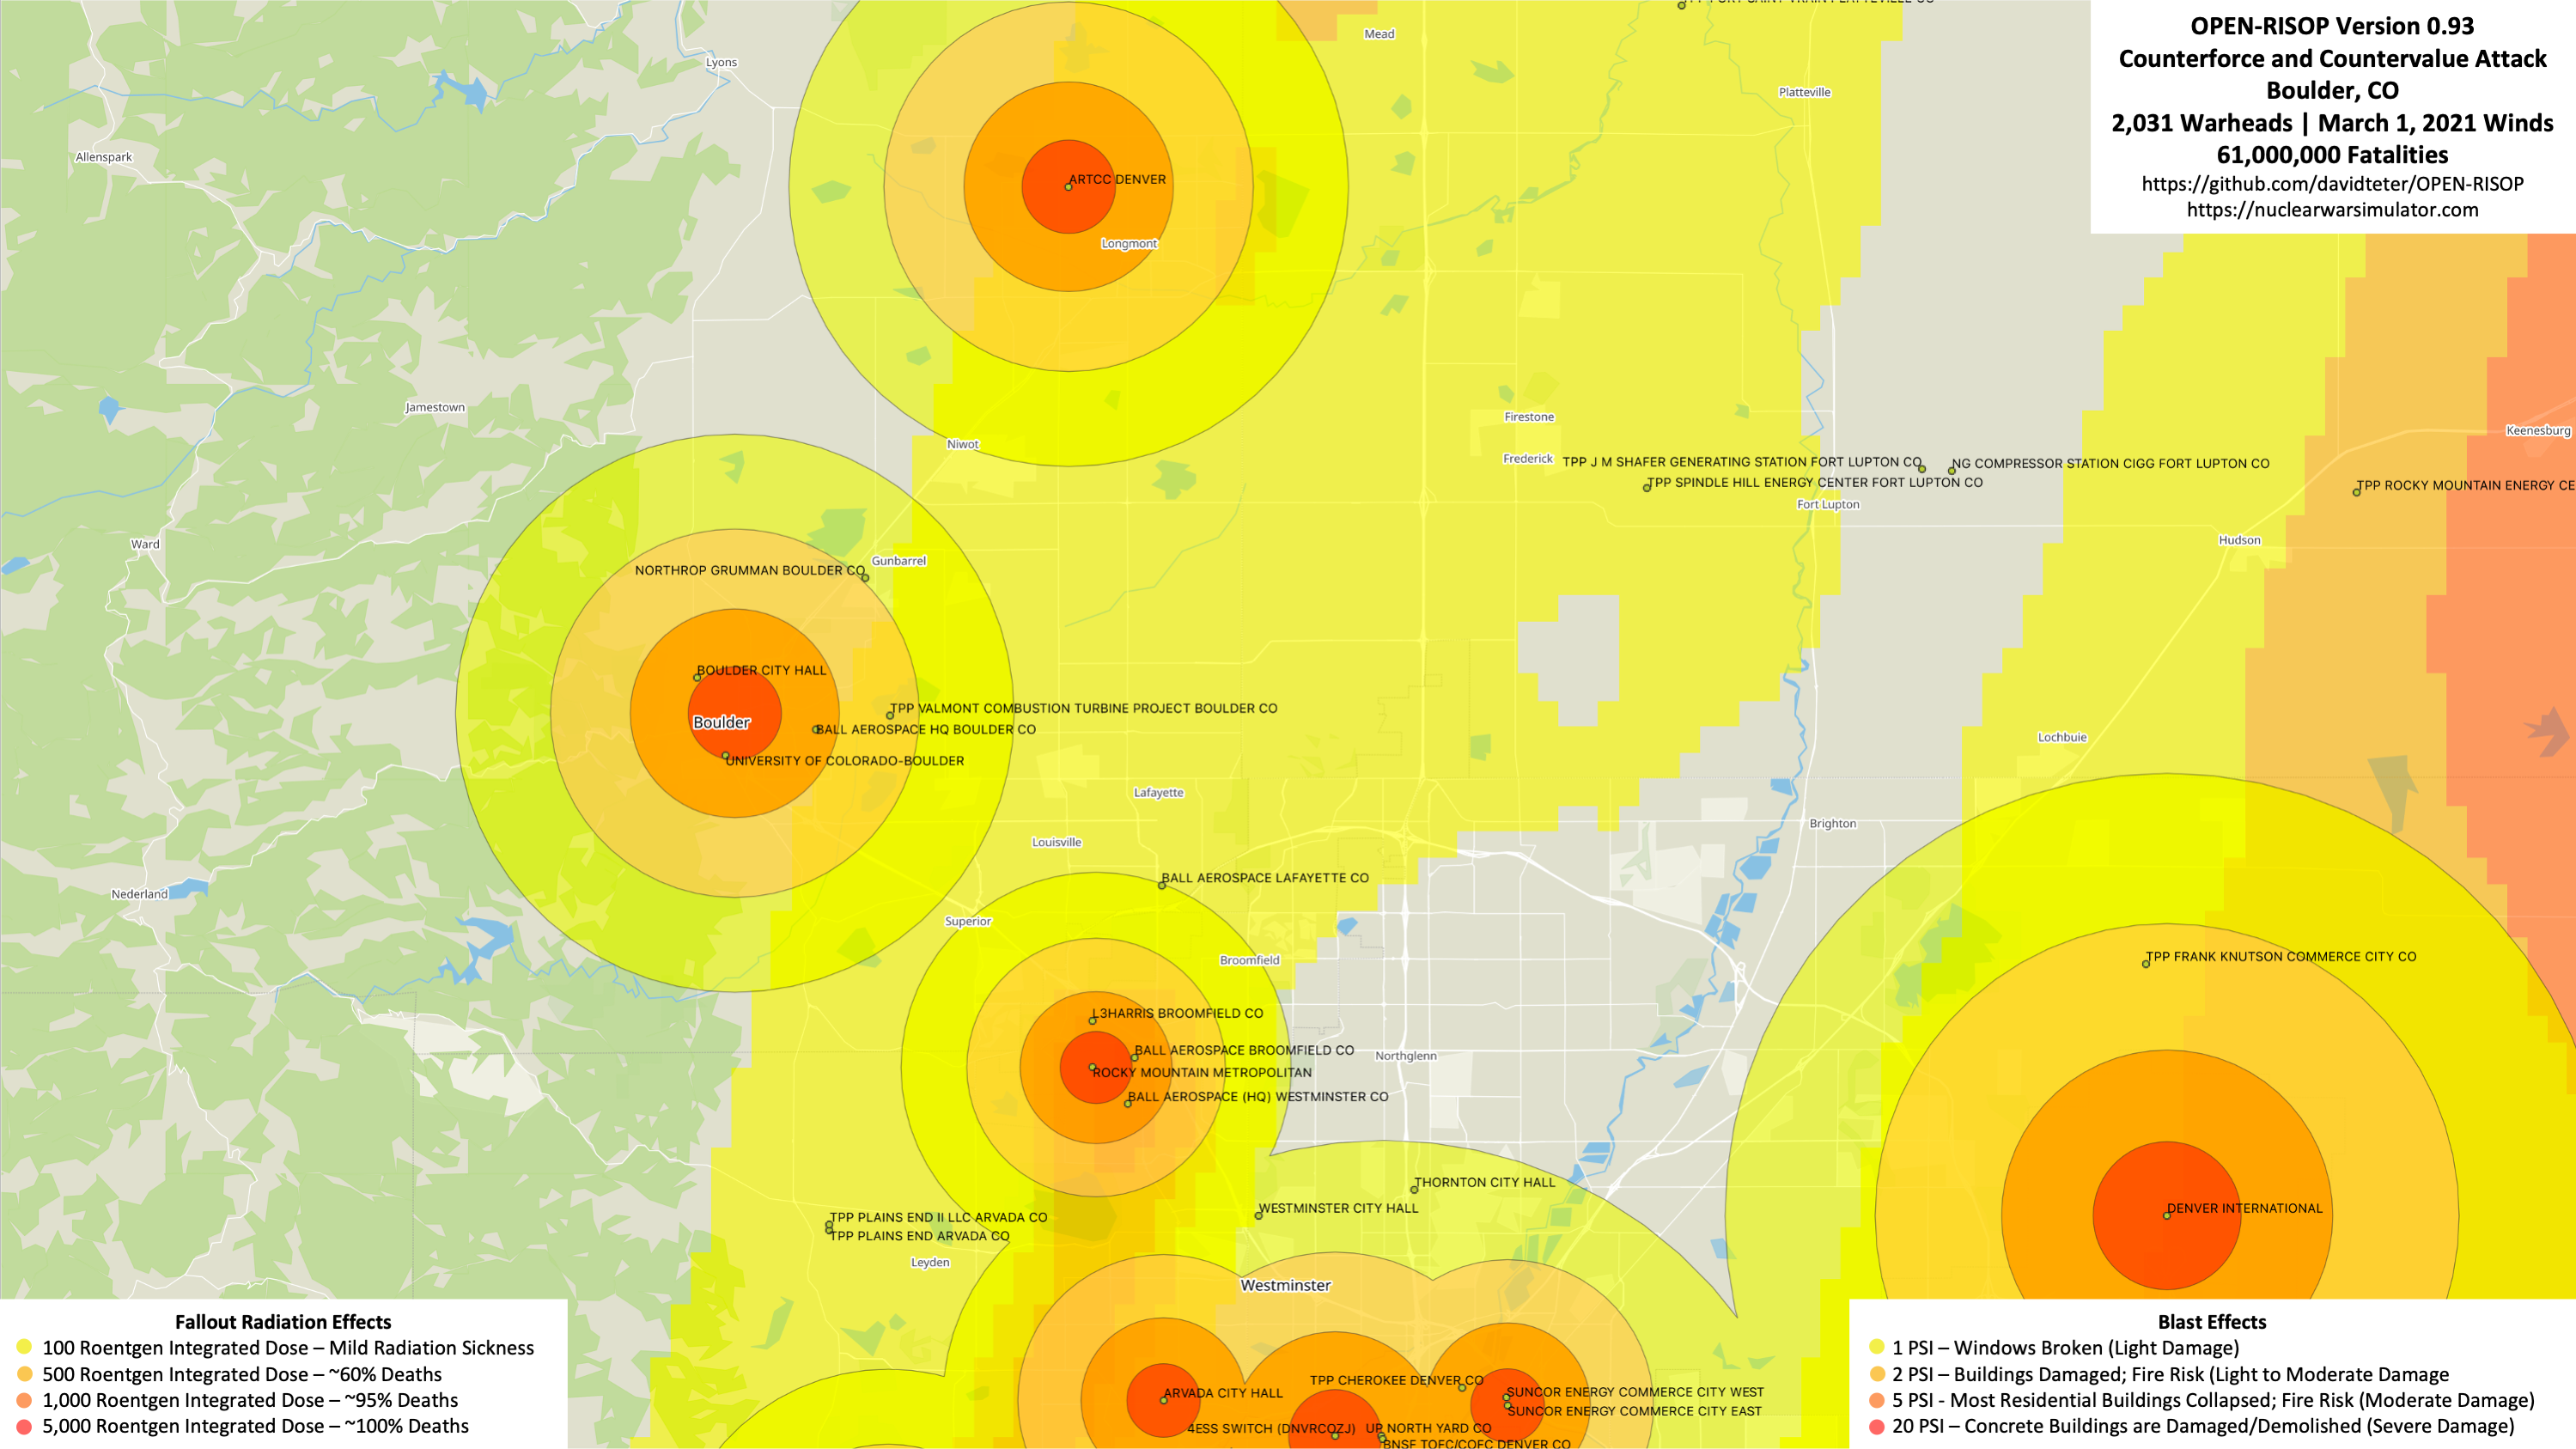 OPEN-RISOP Version 0.93
Counterforce and Countervalue Attack
Boulder, CO
2,031 Warheads | March 1, 2021 Winds
61,000,000 Fatalities
https://github.com/davidteter/OPEN-RISOP
https://nuclearwarsimulator.com
Mead
Lyons
Platteville
Allenspark
ARTCC DENVER
Longmont
Jamestown
Firestone
Keenesburg
Niwot
Frederick
TPP J M SHAFER GENERATING STATION FORT LUPTON CO
NG COMPRESSOR STATION CIGG FORT LUPTON CO
TPP SPINDLE HILL ENERGY CENTER FORT LUPTON CO
TPP ROCKY MOUNTAIN ENERGY CE
Fort Lupton
Ward
Hudson
Gunbarrel
NORTHROP GRUMMAN BOULDER CO
BOULDER CITY HALL
TPP VALMONT COMBUSTION TURBINE PROJECT BOULDER CO
Boulder
BALL AEROSPACE HQ BOULDER CO
Lochbuie
UNIVERSITY OF COLORADO-BOULDER
Lafayette
Brighton
Louisville
BALL AEROSPACE LAFAYETTE CO
Nederland
Superior
Broomfield
TPP FRANK KNUTSON COMMERCE CITY CO
L3HARRIS BROOMFIELD CO
BALL AEROSPACE BROOMFIELD CO
Northglenn
ROCKY MOUNTAIN METROPOLITAN
BALL AEROSPACE (HQ) WESTMINSTER CO
THORNTON CITY HALL
WESTMINSTER CITY HALL
DENVER INTERNATIONAL
TPP PLAINS END II LLC ARVADA CO
TPP PLAINS END ARVADA CO
Leyden
Westminster
TPP CHEROKEE DENVER CO
ARVADA CITY HALL
SUNCOR ENERGY COMMERCE CITY WEST
SUNCOR ENERGY COMMERCE CITY EAST
4ESS SWITCH (DNVRCOZJ)
UP NORTH YARD CO
BNSF TOFC/COFC DENVER CO
Fallout Radiation Effects
100 Roentgen Integrated Dose – Mild Radiation Sickness
500 Roentgen Integrated Dose – ~60% Deaths
1,000 Roentgen Integrated Dose – ~95% Deaths
5,000 Roentgen Integrated Dose – ~100% Deaths
Blast Effects
1 PSI – Windows Broken (Light Damage)
2 PSI – Buildings Damaged; Fire Risk (Light to Moderate Damage
5 PSI - Most Residential Buildings Collapsed; Fire Risk (Moderate Damage)
20 PSI – Concrete Buildings are Damaged/Demolished (Severe Damage)